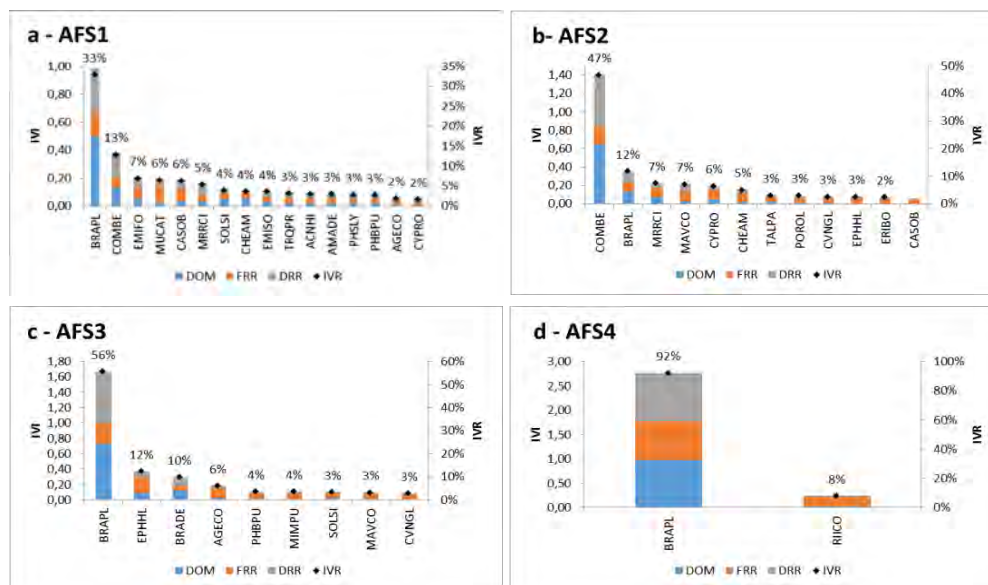 a - AFS1
33%
13%
7%
6%
6%
5%
4%
4%
4%
3%
3%
3%
3%
3%
2%
2%
1,00
0,80
0,60
0,40
0,20
0,00
IVI
35%
30%
25%
20%
15%
10%
5%
0%
IVR
BRAPL
COMBE
EMIFO
MUCAT
CASOB
MRRCI
SOLSI
CHEAM
EMISO
TRQPR
ACNHI
AMADE
PHSLY
PHBPU
AGECO
CYPRO
DOM FRR DRR IVR
b- AFS2
47%
12%
7%
7%
6%
5%
3%
3%
3%
3%
2%
1,40
1,20
1,00
0,80
0,60
0,40
0,20
0,00
IVI
50%
40%
30%
20%
10%
0%
IVR
COMBE
BRAPL
MRRCI
MAVCO
CYPRO
CHEAM
TALPA
POROL
CVNGL
EPHHL
ERIBO
CASOB
DOM FRR DRR IVR
c - AFS3
56%
12%
10%
6%
4%
4%
3%
3%
3%
1,80
1,60
1,40
1,20
1,00
0,80
0,60
0,40
0,20
0,00
IVI
60%
50%
40%
30%
20%
10%
0%
IVR
BRAPL
EPHHL
BRADE
AGECO
PHBPU
MIMPU
SOLSI
MAVCO
CVNGL
DOM FRR DRR IVR
d - AFS4
92%
8%
3,00
2,50
2,00
1,50
1,00
0,50
0,00
IVI
100%
80%
60%
40%
20%
0%
IVR
BRAPL
RIICO
DOM FRR DRR IVR